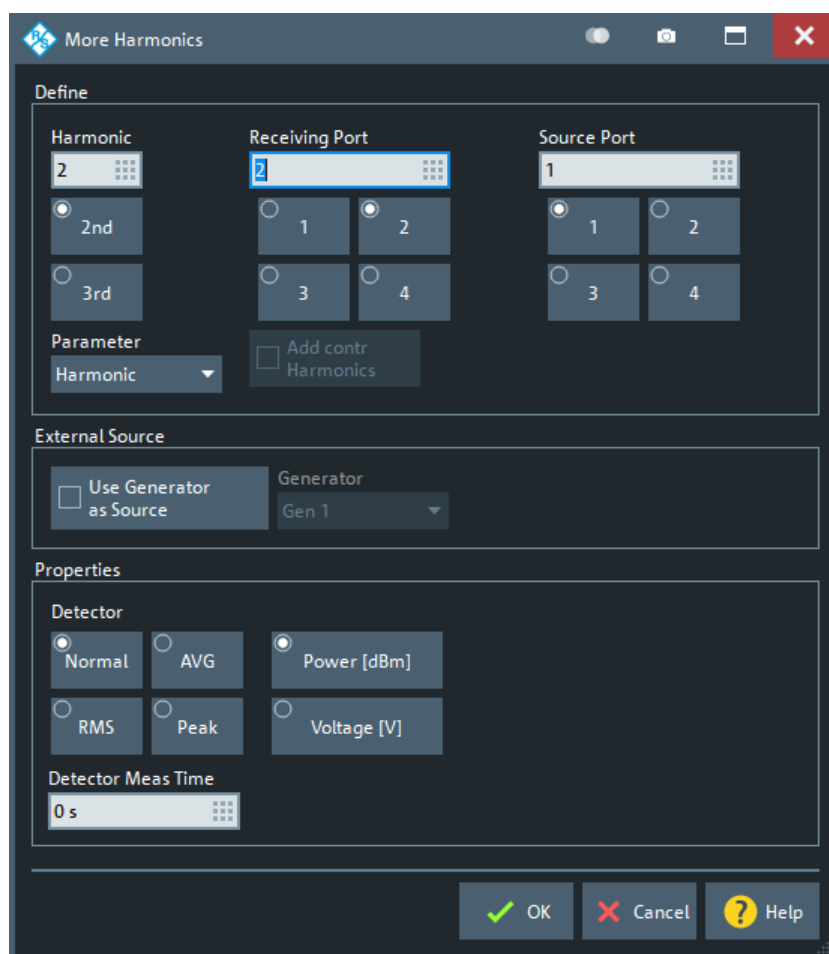 R S More Harmonics
Define
Harmonic Receiving Port Source Port
2 2 1
2nd 1 2 1 2
3rd 3 4 3 4
Parameter
Harmonic
Add contr
Harmonics
External Source
Use Generator
as Source
Generator
Gen 1
Properties
Detector
Normal AVG Power [dBm]
RMS Peak Voltage [V]
Detector Meas Time
0 s
OK Cancel ? Help